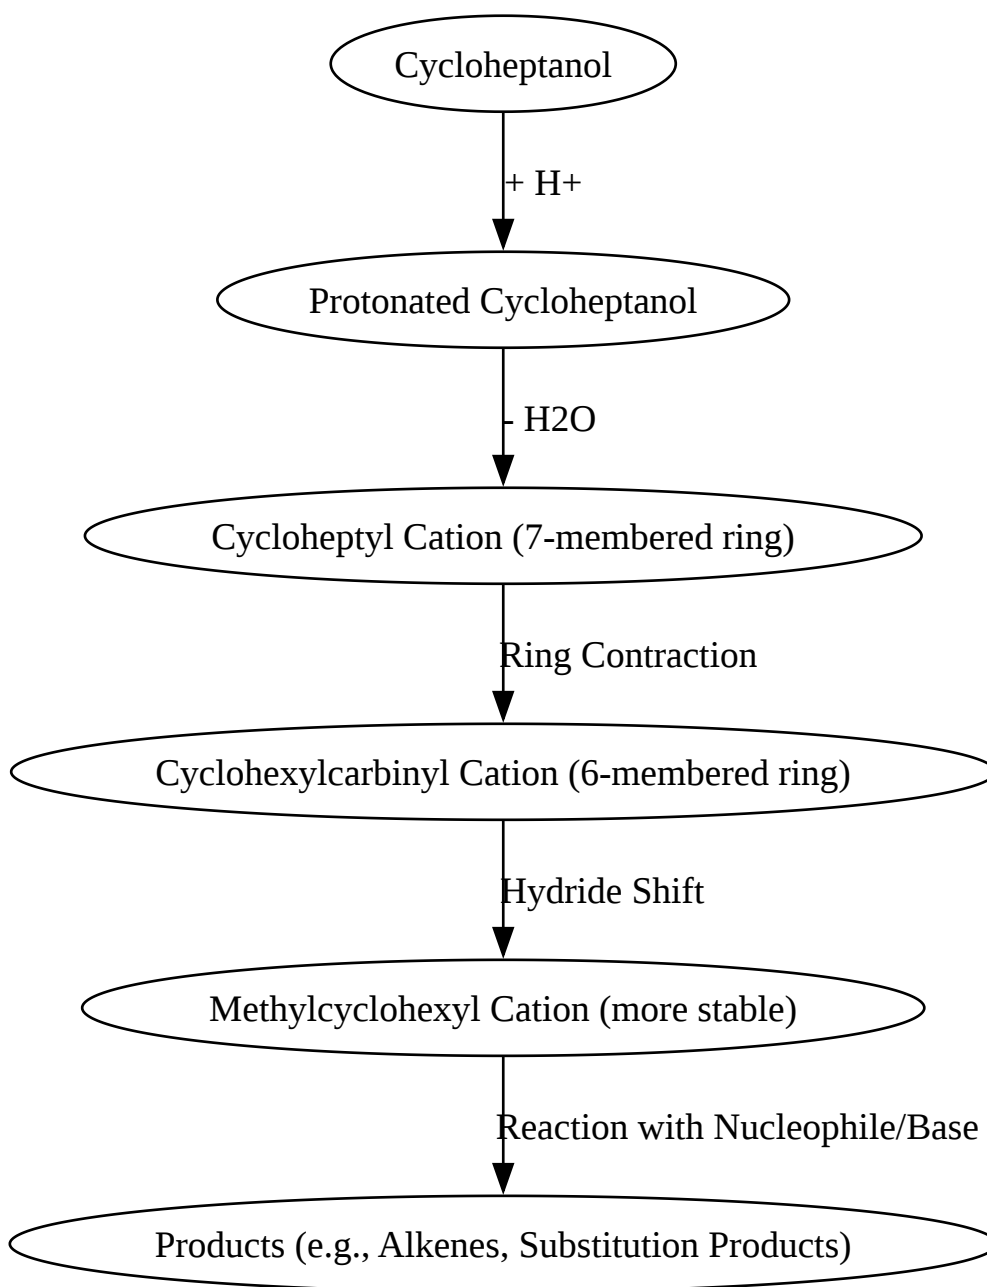 Cycloheptanol
+ H+
Protonated Cycloheptanol
- H2O
Cycloheptyl Cation (7-membered ring)
Ring Contraction
Cyclohexylcarbinyl Cation (6-membered ring)
Hydride Shift
Methylcyclohexyl Cation (more stable)
Reaction with Nucleophile/Base
Products (e.g., Alkenes, Substitution Products)